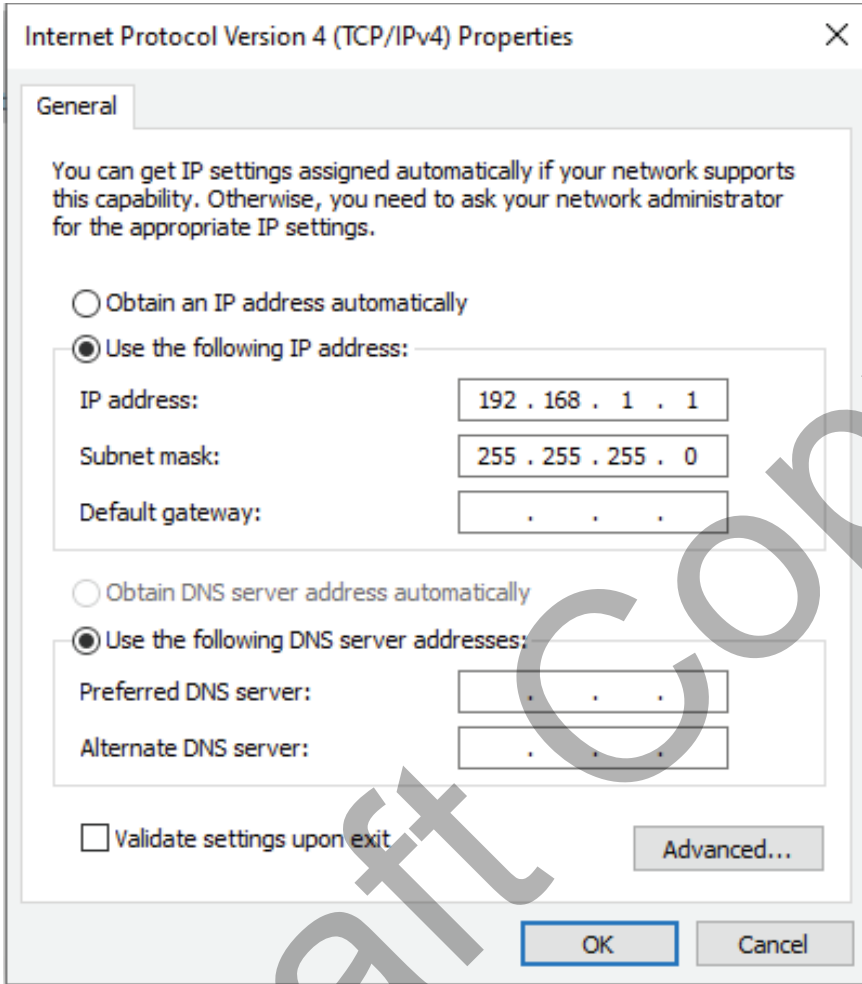 Internet Protocol Version 4 (TCP/IPv4) Properties
General
You can get IP settings assigned automatically if your network supports
this capability. Otherwise, you need to ask your network administrator
for the appropriate IP settings.
Obtain an IP address automatically
Use the following IP address:
IP address: 192 . 168 . 1 . 1
Subnet mask: 255 . 255 . 255 . 0
Default gateway: . . .
Obtain DNS server address automatically
Use the following DNS server addresses:
Preferred DNS server: . . .
Alternate DNS server: . . .
Validate settings upon exit
Advanced...
OK Cancel